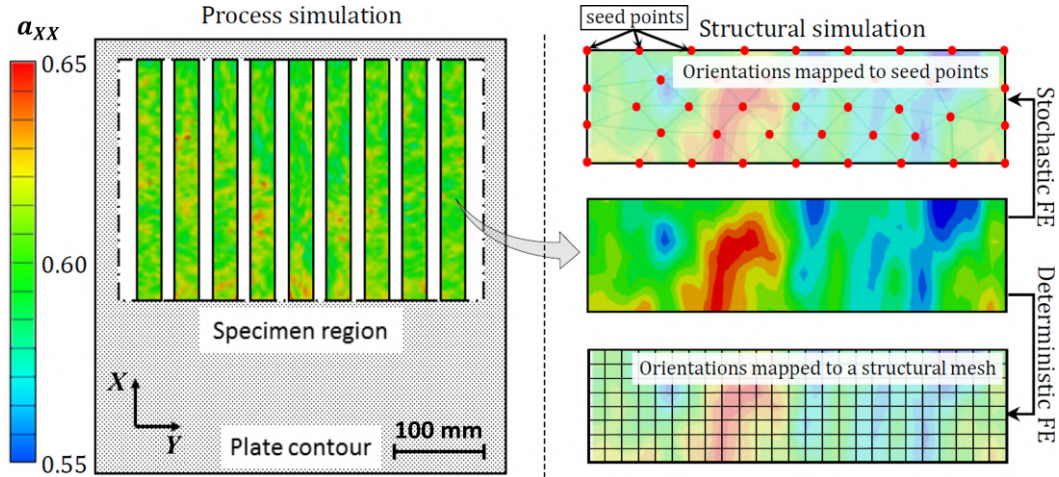 Process simulation
a_XX
0.65
0.60
0.55
Specimen region
X
Y
Plate contour
100 mm
seed points
Structural simulation
Orientations mapped to seed points
Stochastic FE
Deterministic FE
Orientations mapped to a structural mesh